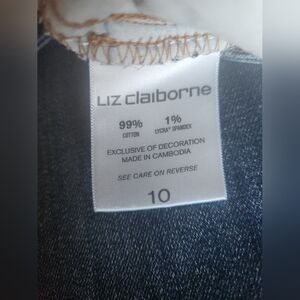 LIZ claiborne
99% 1%
COTTON LYCRA® SPANDEX
EXCLUSIVE OF DECORATION
MADE IN CAMBODIA
SEE CARE ON REVERSE
10